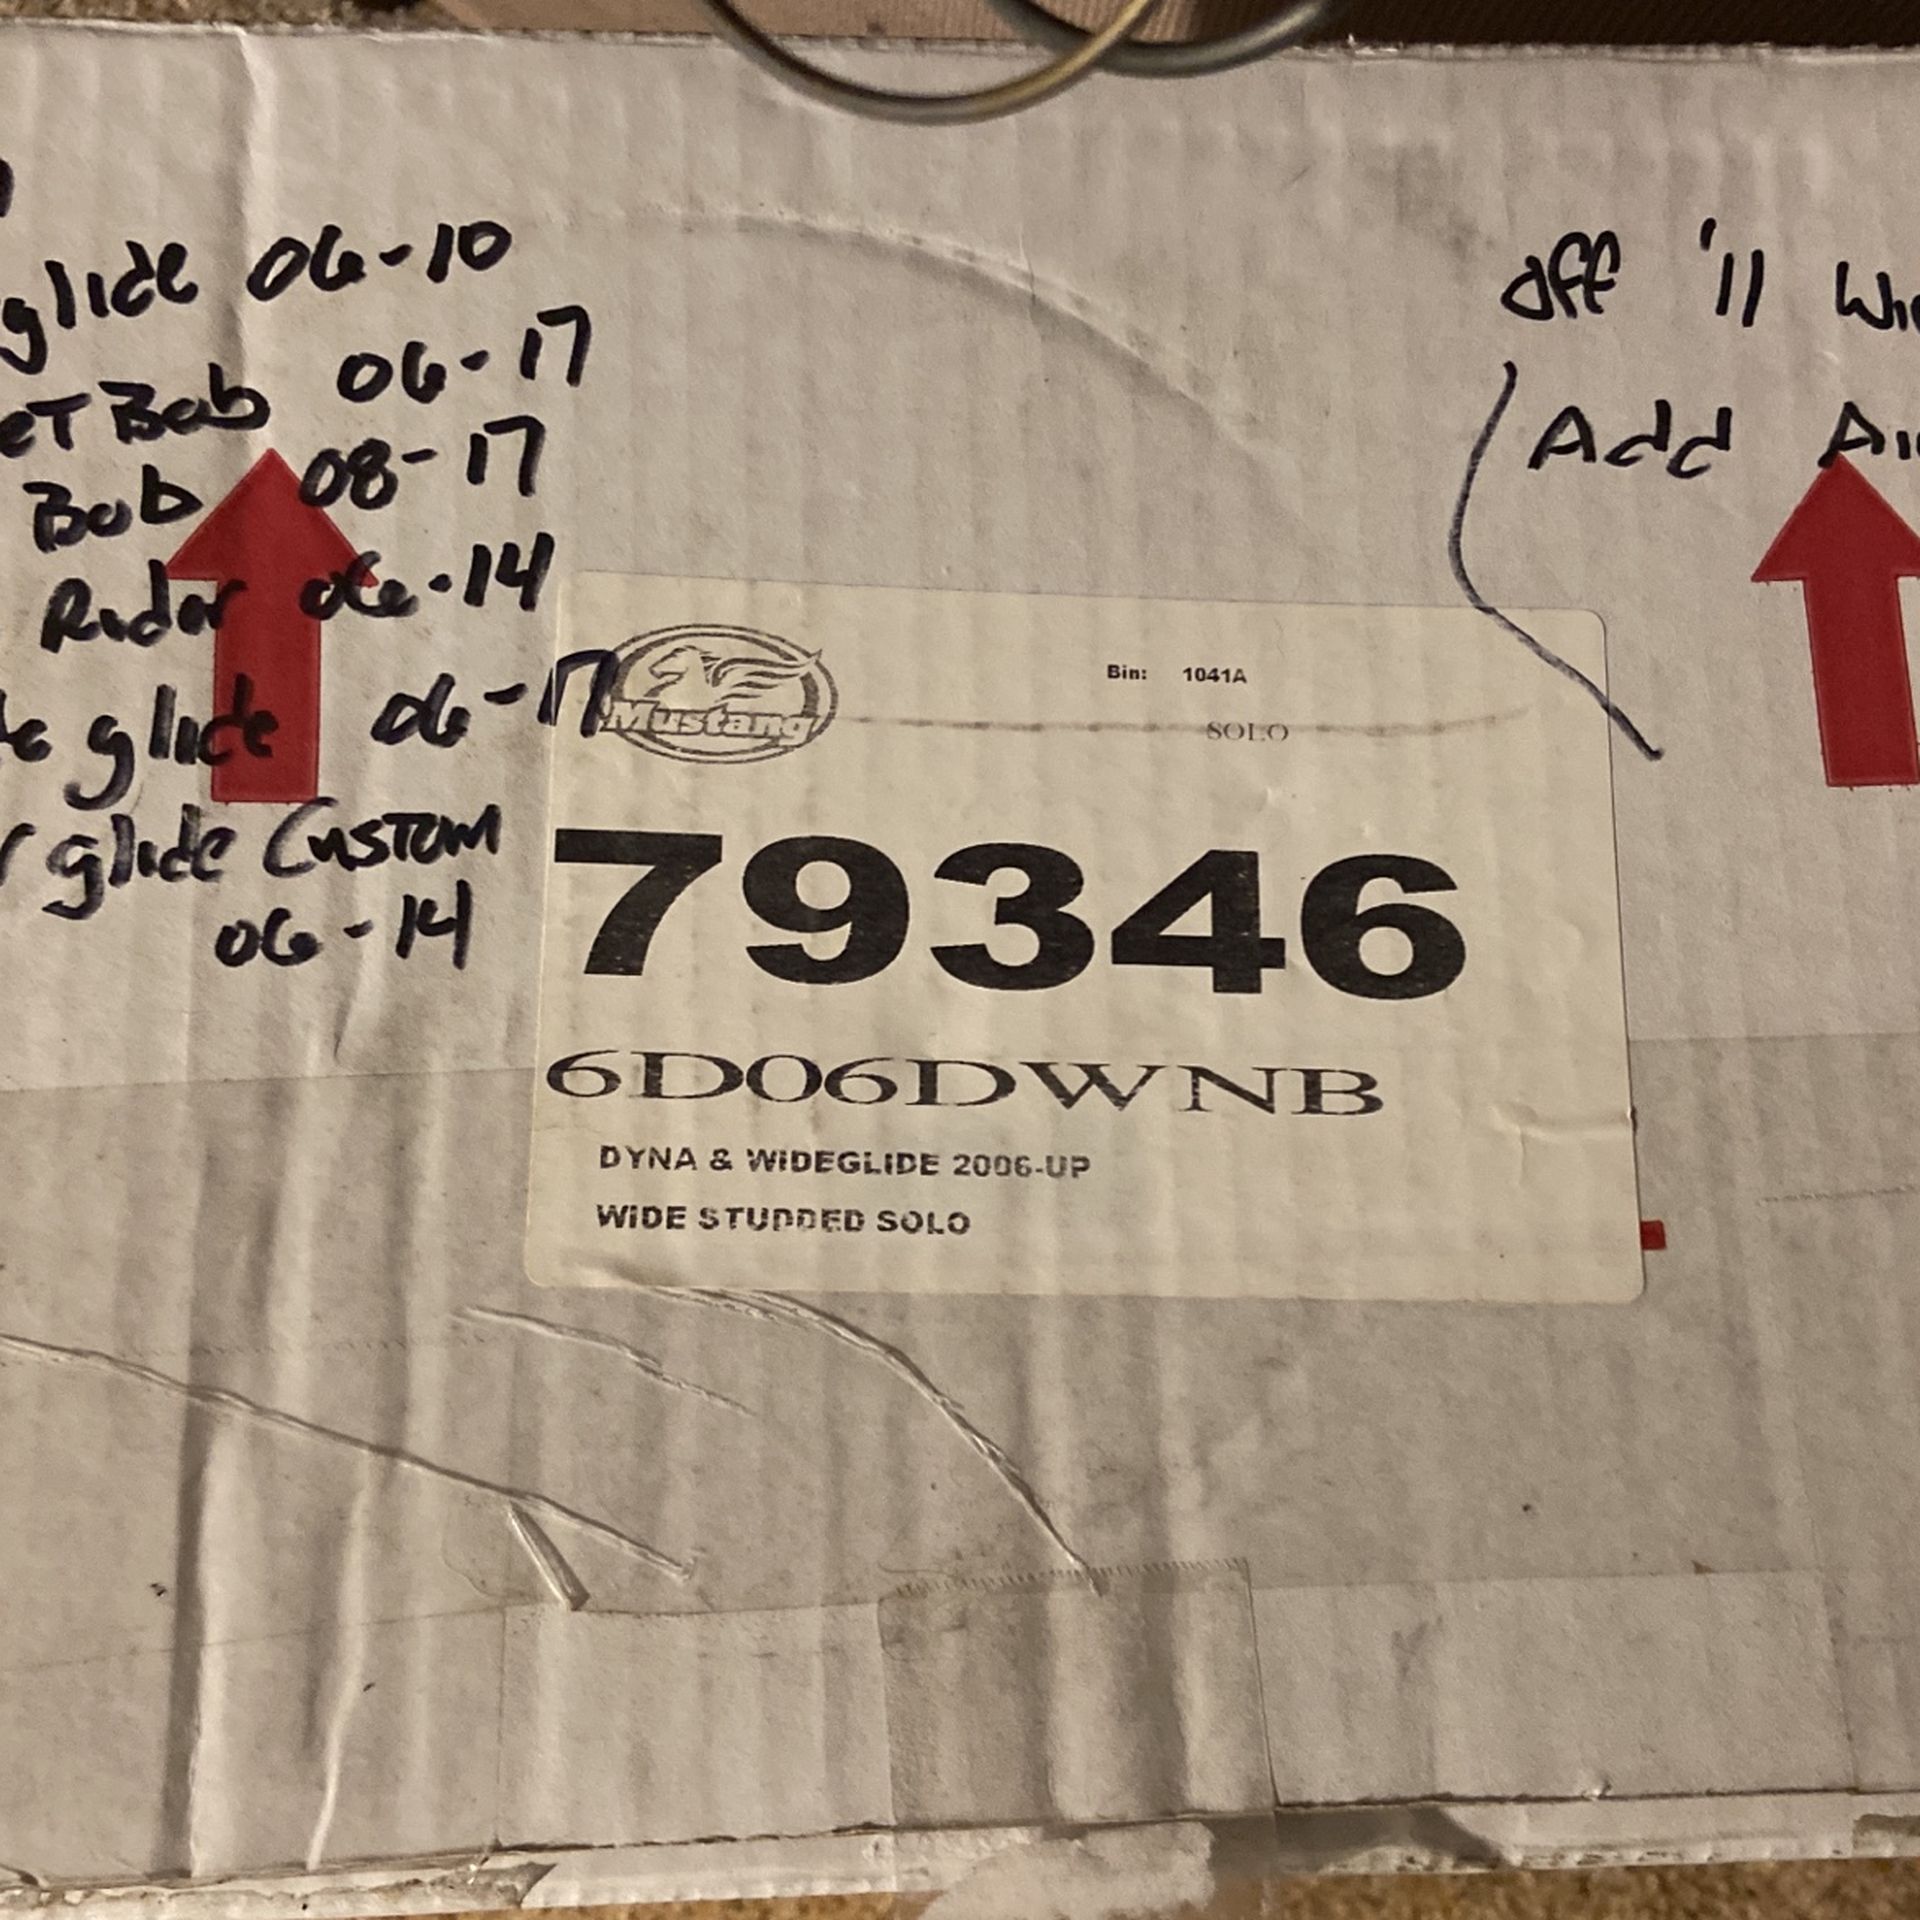 glide 06-10
Bob 06-17
Bob 08-17
Rider 06-14
glide 06-17
glide Custom
06-14
off '11
Add
Mustang
Bin: 1041A
SOLO
79346
6D06DWNB
DYNA & WIDEGLIDE 2006-UP
WIDE STUDDED SOLO